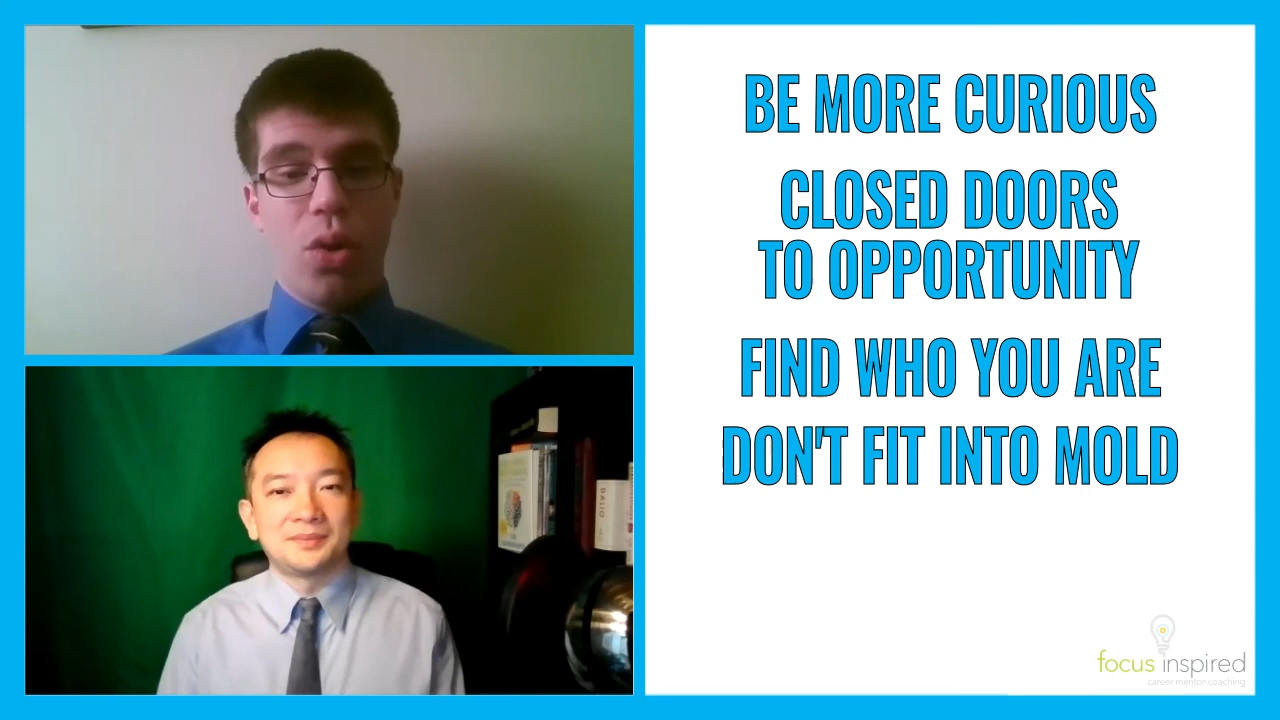 BE MORE CURIOUS
CLOSED DOORS
TO OPPORTUNITY
FIND WHO YOU ARE
DON'T FIT INTO MOLD
DALIO
focus inspired
career mentor-coaching